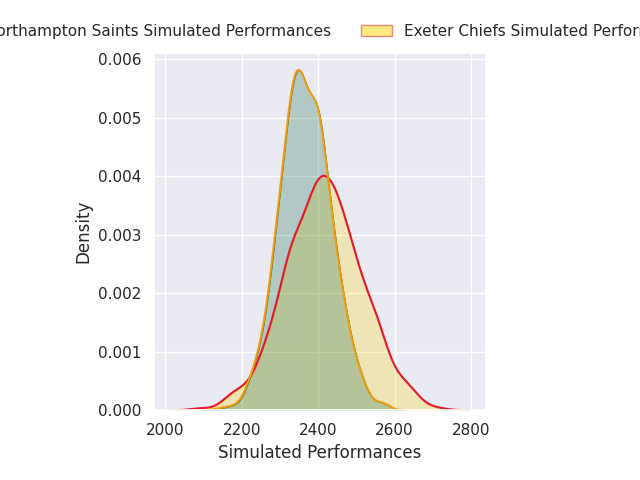 orthampton Saints Simulated Performances
Exeter Chiefs Simulated Perfor
0.006
0.005
0.004
0.003
0.002
0.001
0.000
Density
2000 2200 2400 2600 2800
Simulated Performances